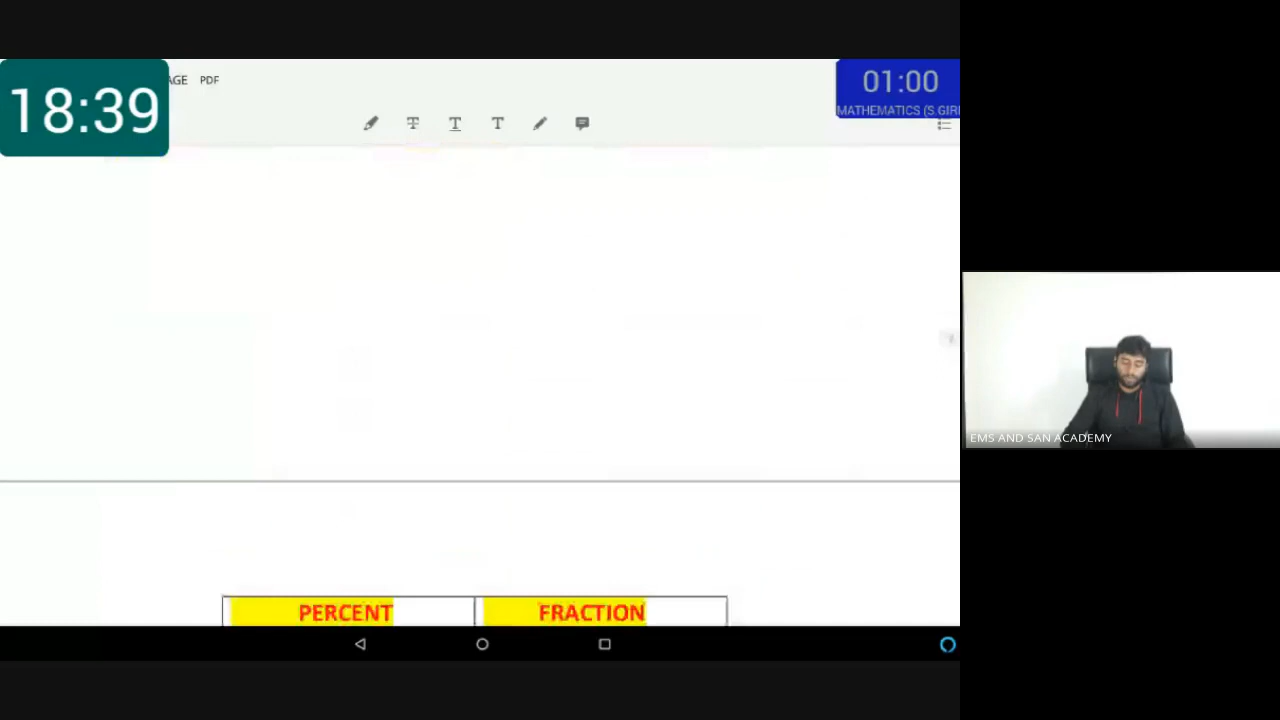 18:39
AGE PDF
01:00
MATHEMATICS (S.GIRI
T T T
EMS AND SAN ACADEMY
PERCENT FRACTION